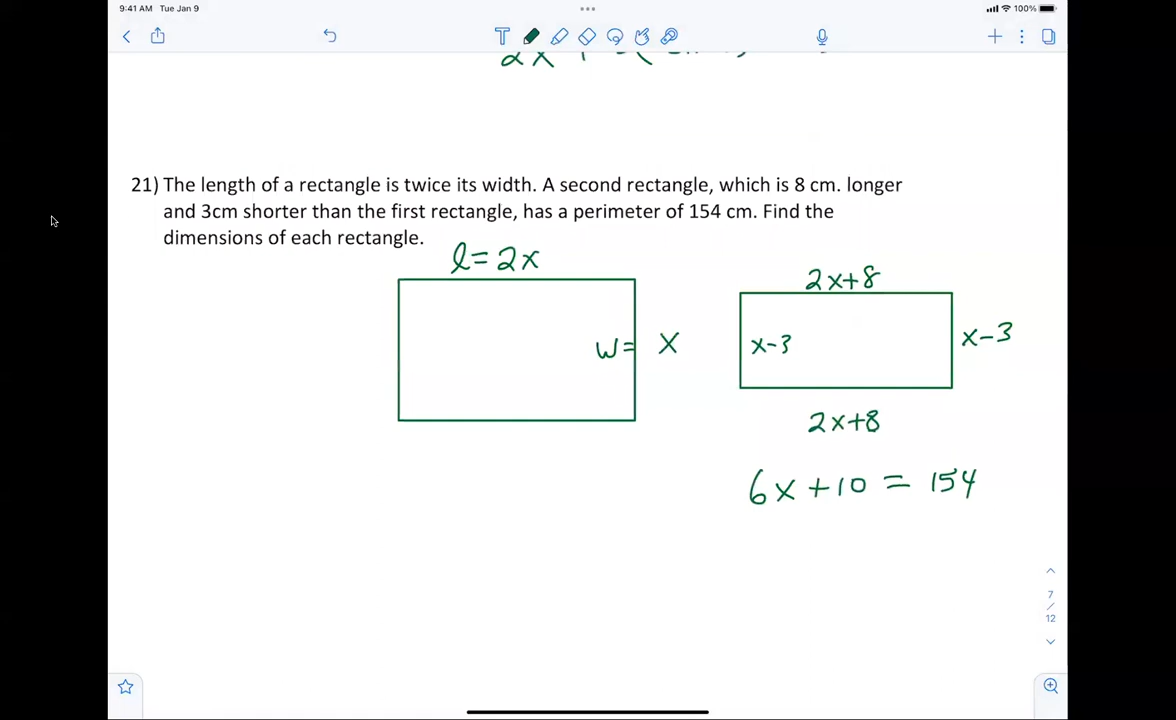 9:41 AM Tue Jan 9
100%
21) The length of a rectangle is twice its width. A second rectangle, which is 8 cm. longer
and 3cm shorter than the first rectangle, has a perimeter of 154 cm. Find the
dimensions of each rectangle.
l = 2x
w = x
2x+8
x-3
x-3
2x+8
6x + 10 = 154
7
/
12